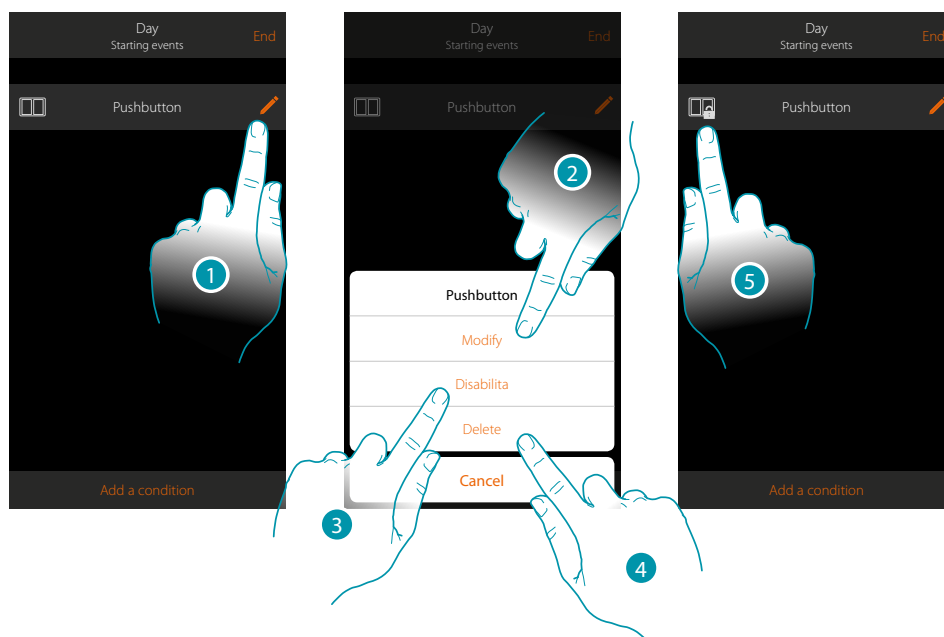 Day
Starting events
End
Pushbutton
1
Add a condition
Day
Starting events
End
Pushbutton
2
Pushbutton
Modify
Disabilita
Delete
Cancel
3
4
Day
Starting events
End
Pushbutton
5
Add a condition